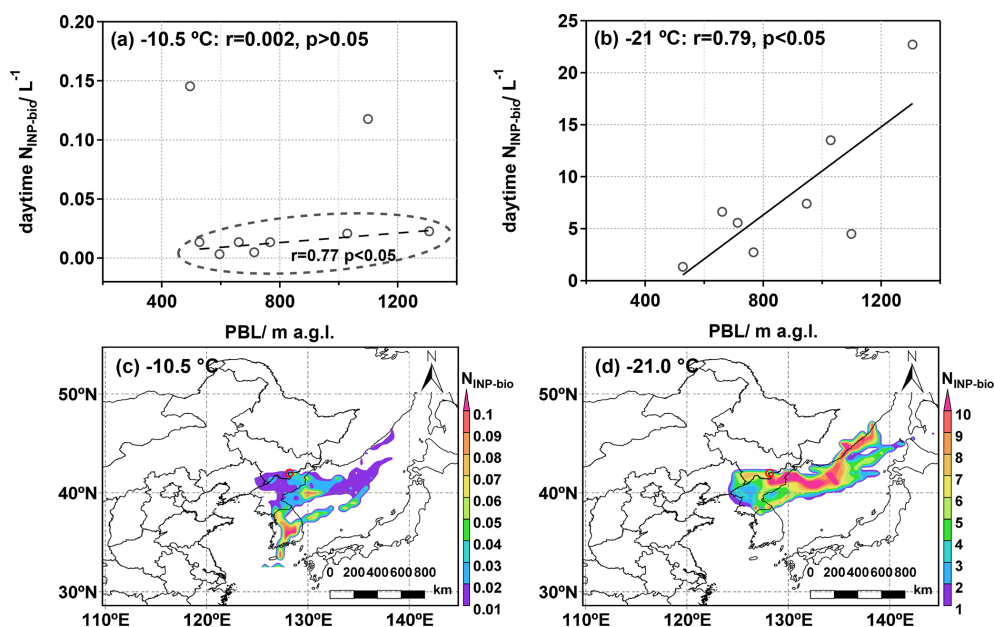 (a) -10.5 ºC: r=0.002, p>0.05
daytime N_INP-bio/ L⁻¹
0.20
0.15
0.10
0.05
0.00
r=0.77 p<0.05
400 800 1200
PBL/ m a.g.l.
(b) -21 ºC: r=0.79, p<0.05
daytime N_INP-bio/ L⁻¹
25
20
15
10
5
0
400 800 1200
PBL/ m a.g.l.
(c) -10.5 ºC
N
N_INP-bio
50ºN
40ºN
30ºN
0.1
0.09
0.08
0.07
0.06
0.05
0.04
0.03
0.02
0.01
0 200400 600 800
km
110ºE 120ºE 130ºE 140ºE
(d) -21.0 ºC
N
N_INP-bio
50ºN
40ºN
30ºN
10
9
8
7
6
5
4
3
2
1
0 200400 600 800
km
110ºE 120ºE 130ºE 140ºE